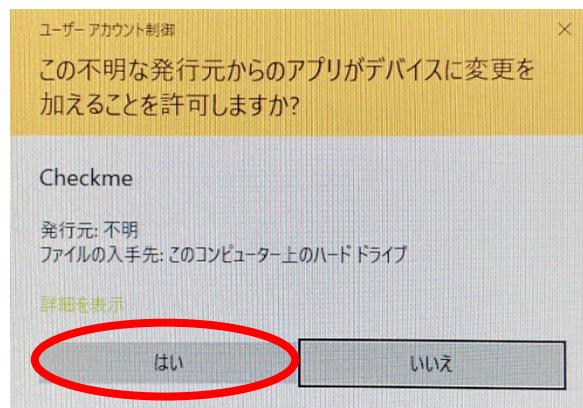 ユーザー アカウント制御
この不明な発行元からのアプリがデバイスに変更を
加えることを許可しますか?
Checkme
発行元: 不明
ファイルの入手先: このコンピューター上のハード ドライブ
詳細を表示
はい
いいえ